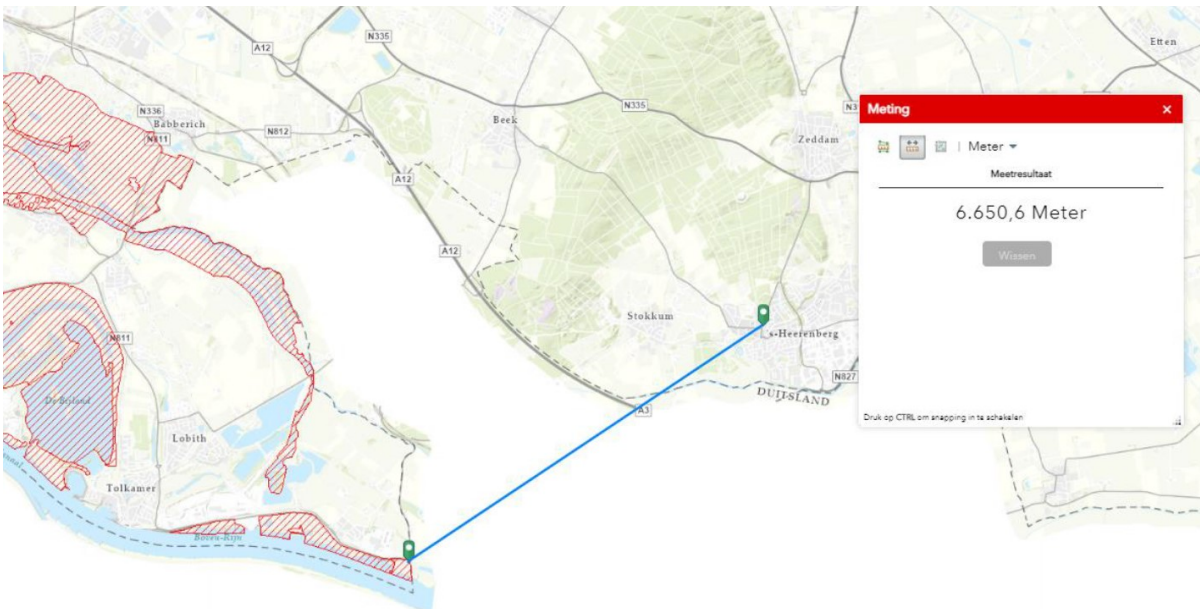 A12
N335
Etten
N336
Babberich
N811
N812
Beek
N335
Zeddam
A12
A12
Stokkum
's-Heerenberg
N811
De Bijland
N827
DUITSLAND
A3
Lobith
Tolkamer
Boven-Rijn
Meting
×
Meter
Meetresultaat
6.650,6 Meter
Wissen
Druk op CTRL om snapping in te schakelen